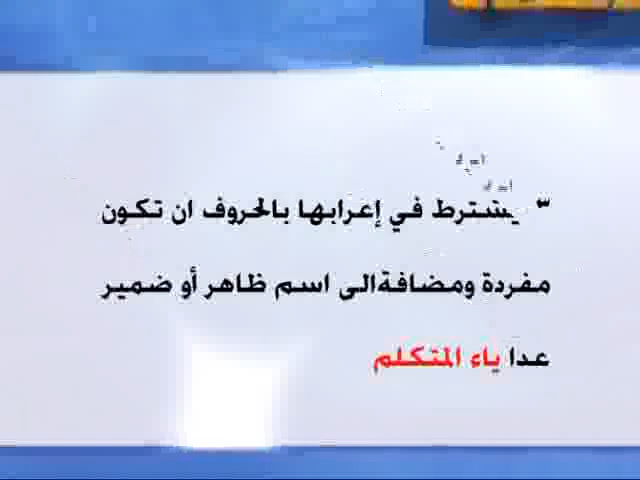 ٣ يشترط في إعرابها بالحروف ان تكون
مفردة ومضافةالى اسم ظاهر أو ضمير
عدا ياء المتكلم